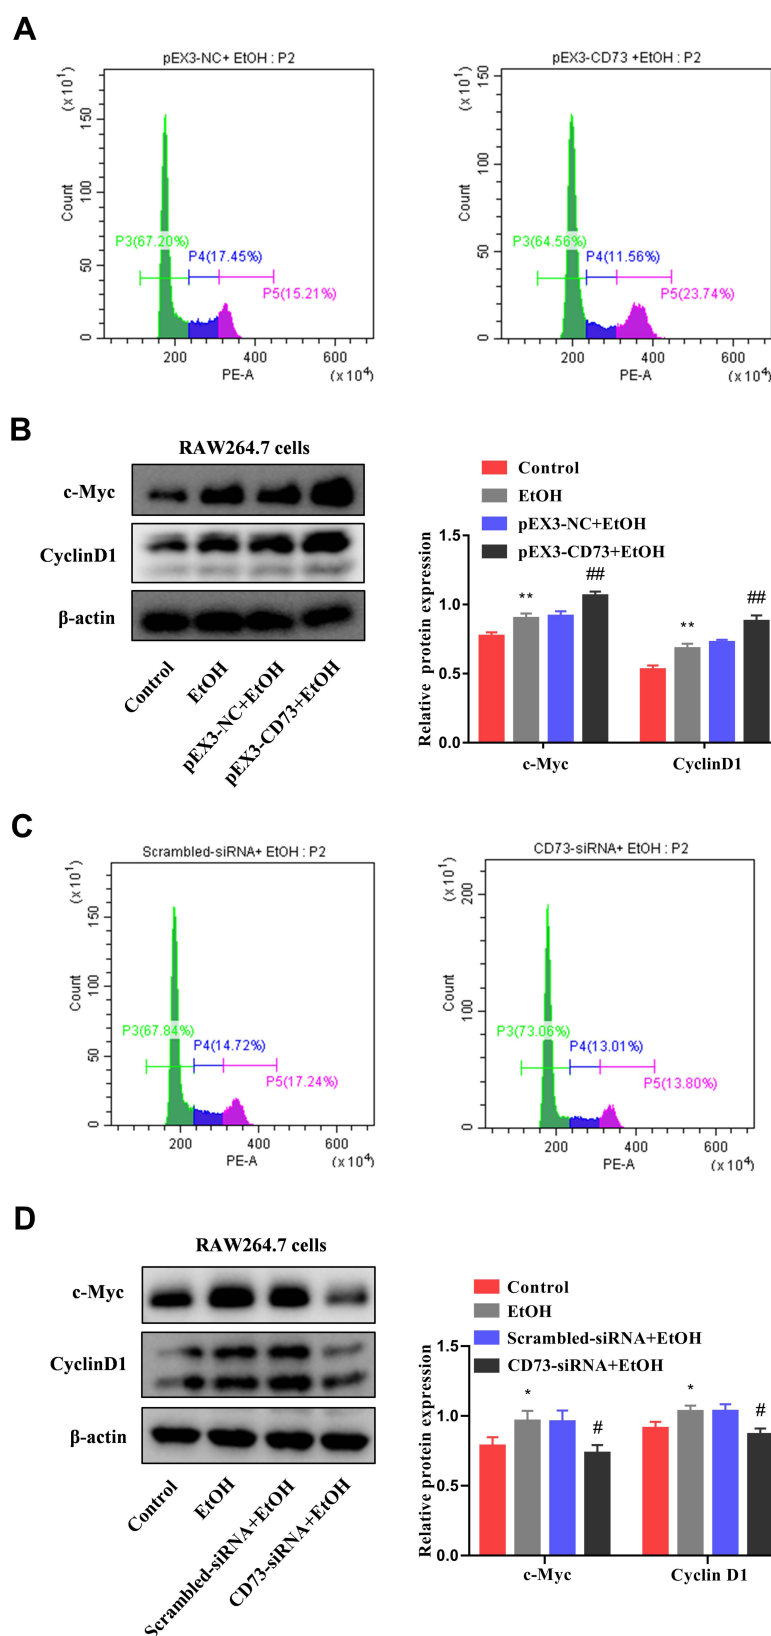 A
pEX3-NC+ EtOH : P2
(x10¹)
150
100
50
0
Count
P3(67.20%)
P4(17.45%)
P5(15.21%)
200 400 600
PE-A
(x10⁴)
pEX3-CD73 +EtOH : P2
(x10¹)
150
100
50
0
Count
P3(64.56%)
P4(11.56%)
P5(23.74%)
200 400 600
PE-A
(x10⁴)
B
RAW264.7 cells
c-Myc
CyclinD1
β-actin
Control
EtOH
pEX3-NC+EtOH
pEX3-CD73+EtOH
Control
EtOH
pEX3-NC+EtOH
pEX3-CD73+EtOH
Relative protein expression
1.5
1.0
0.5
0.0
**
##
**
##
c-Myc
CyclinD1
C
Scrambled-siRNA+ EtOH : P2
(x10¹)
150
100
50
0
Count
P3(67.84%)
P4(14.72%)
P5(17.24%)
200 400 600
PE-A
(x10⁴)
CD73-siRNA+ EtOH : P2
(x10¹)
200
100
0
Count
P3(73.06%)
P4(13.01%)
P5(13.80%)
200 400 600
PE-A
(x10⁴)
D
RAW264.7 cells
c-Myc
CyclinD1
β-actin
Control
EtOH
Scrambled-siRNA+EtOH
CD73-siRNA+EtOH
Control
EtOH
Scrambled-siRNA+EtOH
CD73-siRNA+EtOH
Relative protein expression
1.5
1.0
0.5
0.0
*
#
*
#
c-Myc
Cyclin D1